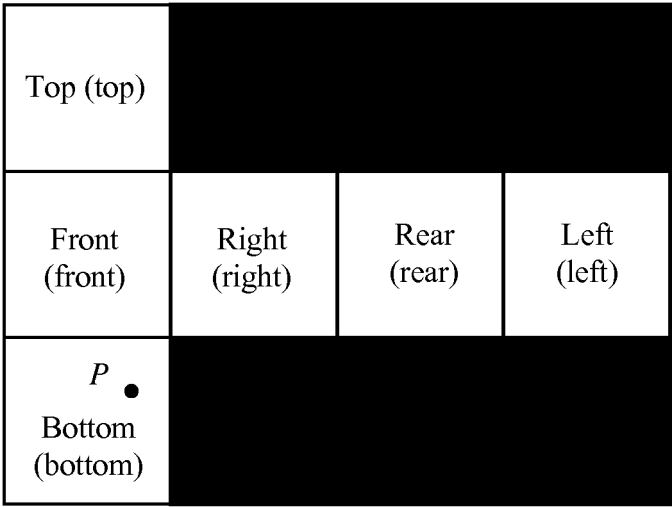 Top (top)
Front
(front)
Right
(right)
Rear
(rear)
Left
(left)
P
Bottom
(bottom)